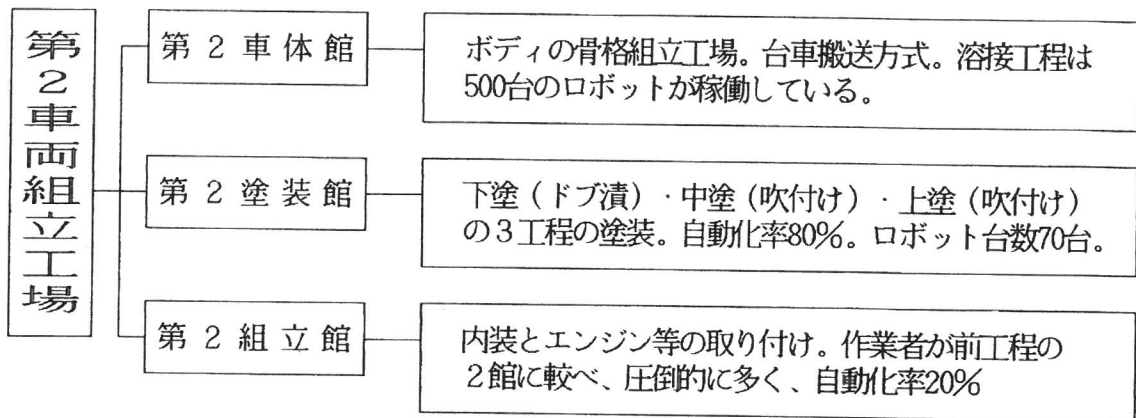 第2車両組立工場
第2車体館
ボディの骨格組立工場。台車搬送方式。溶接工程は
500台のロボットが稼働している。
第2塗装館
下塗(ドブ漬)・中塗(吹付け)・上塗(吹付け)
の3工程の塗装。自動化率80%。ロボット台数70台。
第2組立館
内装とエンジン等の取り付け。作業者が前工程の
2館に較べ、圧倒的に多く、自動化率20%